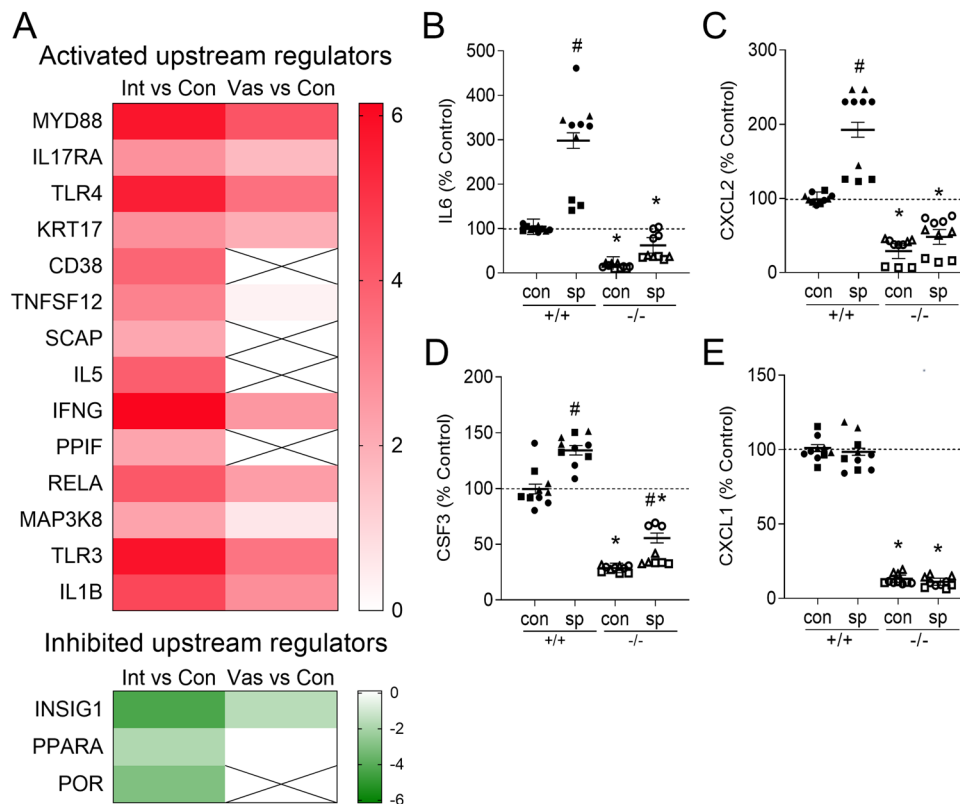 A
Activated upstream regulators
Int vs Con Vas vs Con
MYD88
IL17RA
TLR4
KRT17
CD38
TNFSF12
SCAP
IL5
IFNG
PPIF
RELA
MAP3K8
TLR3
IL1B
6
4
2
0
Inhibited upstream regulators
Int vs Con Vas vs Con
INSIG1
PPARA
POR
0
-2
-4
-6
B
IL6 (% Control)
500
400
300
200
100
0
#
*
*
con sp con sp
+/+ -/-
C
CXCL2 (% Control)
300
200
100
0
#
*
*
con sp con sp
+/+ -/-
D
CSF3 (% Control)
200
150
100
50
0
#
*
#*
con sp con sp
+/+ -/-
E
CXCL1 (% Control)
150
100
50
0
*
*
con sp con sp
+/+ -/-